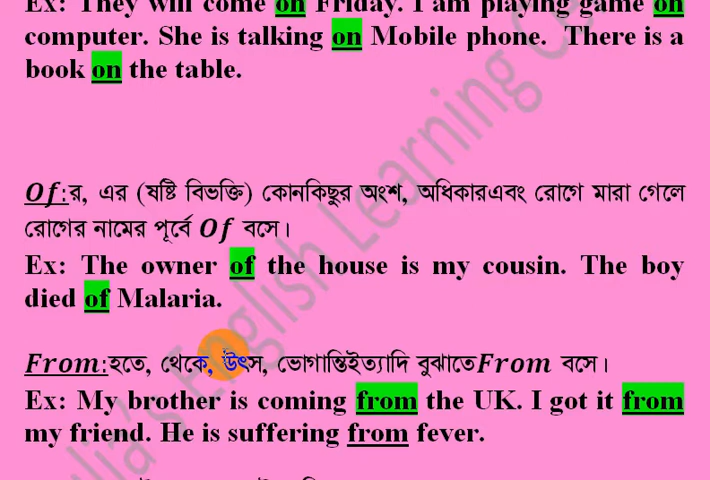 Ex: They will come on Friday. I am playing game on
computer. She is talking on Mobile phone. There is a
book on the table.
Of:র, এর (ষষ্টি বিভক্তি) কোনকিছুর অংশ, অধিকারএবং রোগে মারা গেলে
রোগের নামের পূর্বে Of বসে।
Ex: The owner of the house is my cousin. The boy
died of Malaria.
From:হতে, থেকে, উৎস, ভোগান্তিইত্যাদি বুঝাতেFrom বসে।
Ex: My brother is coming from the UK. I got it from
my friend. He is suffering from fever.
English Learning